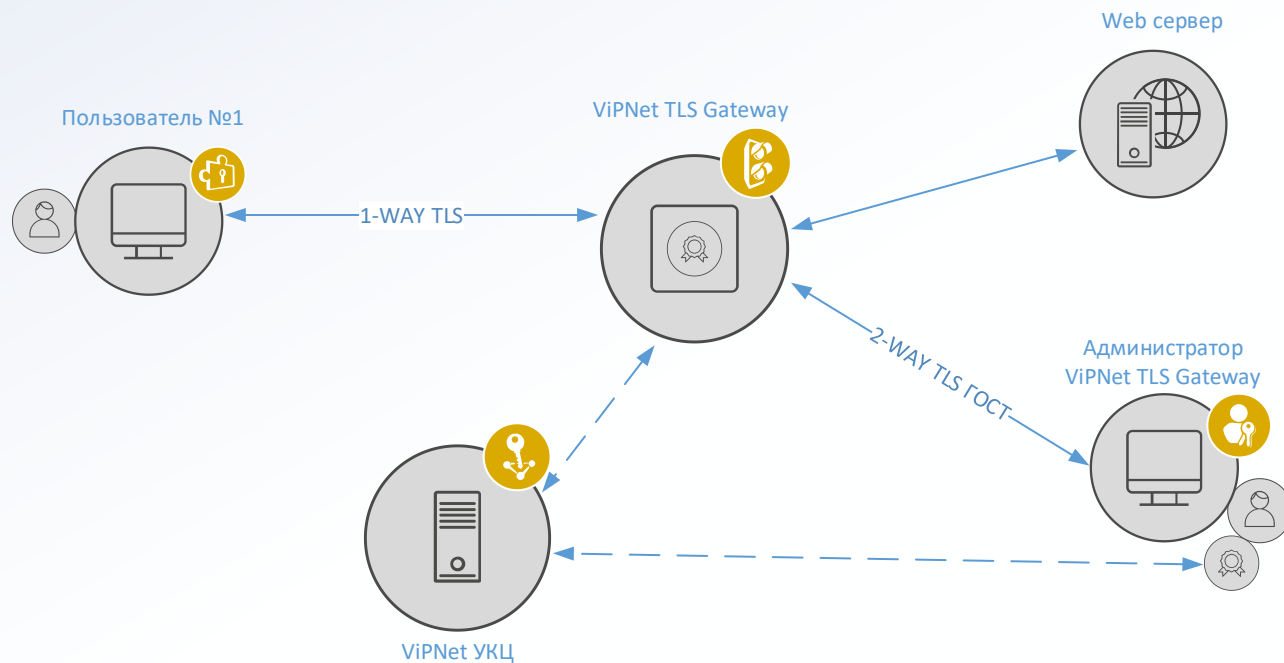 Web сервер
Пользователь №1
ViPNet TLS Gateway
1-WAY TLS
2-WAY TLS ГОСТ
Администратор
ViPNet TLS Gateway
ViPNet УКЦ